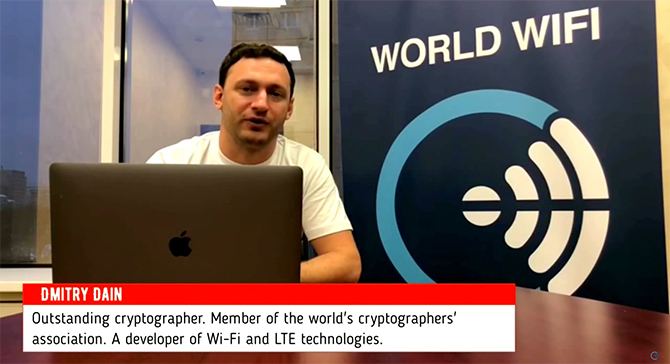 WORLD WIFI
DMITRY DAIN
Outstanding cryptographer. Member of the world's cryptographers'
association. A developer of Wi-Fi and LTE technologies.